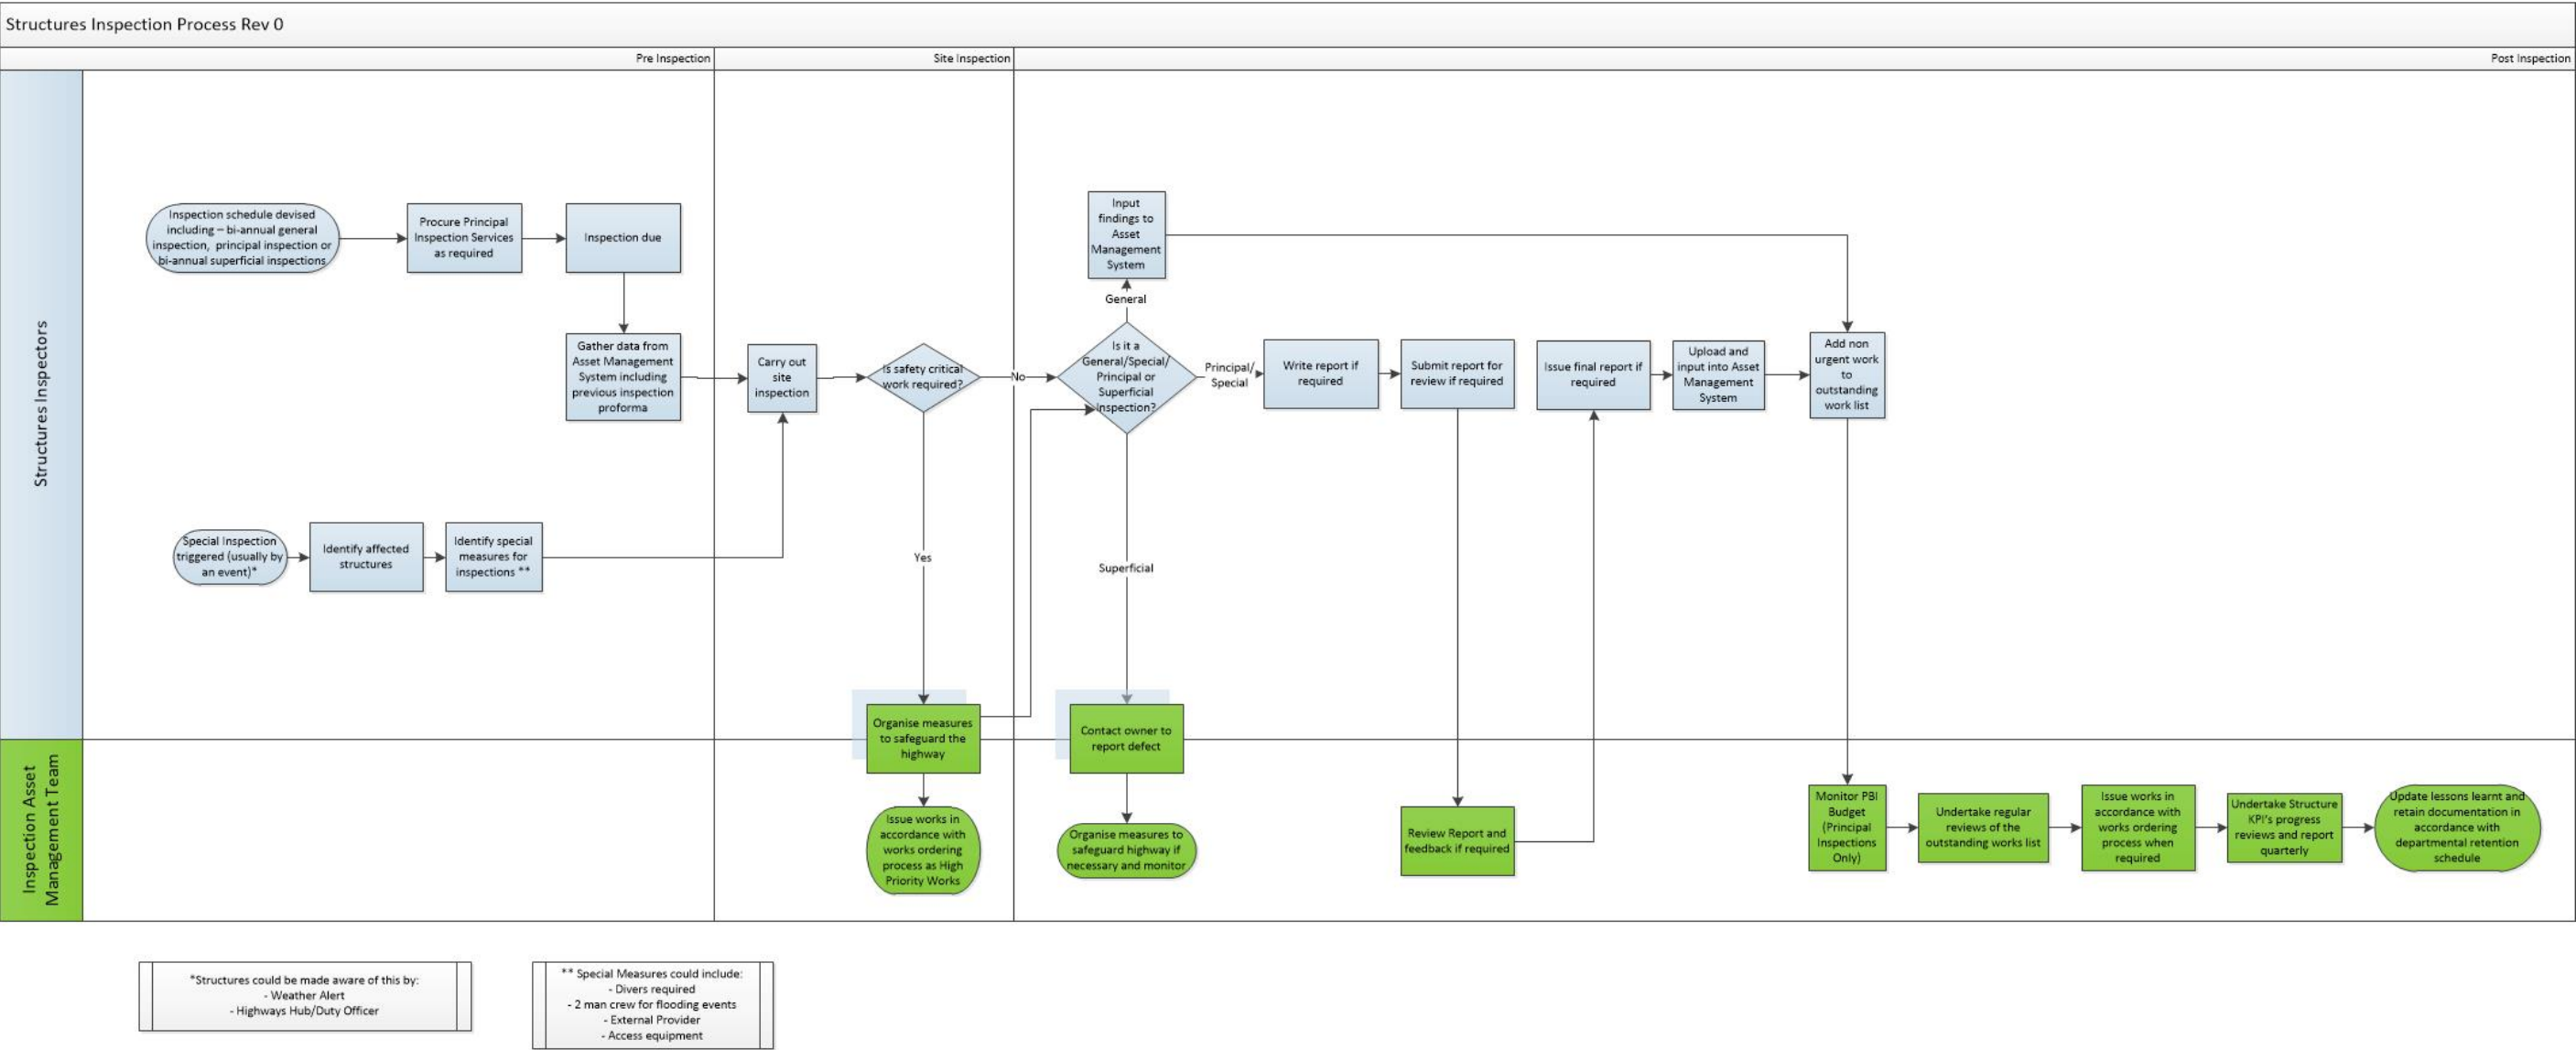 Structures Inspection Process Rev 0
Pre Inspection
Site Inspection
Post Inspection
Structures Inspectors
Inspection schedule devised
including – bi-annual general
inspection, principal inspection or
bi-annual superficial inspections
Procure Principal
Inspection Services
as required
Inspection due
Gather data from
Asset Management
System including
previous inspection
proforma
Special Inspection
triggered (usually by
an event)*
Identify affected
structures
Identify special
measures for
inspections **
Carry out
site
inspection
Is safety critical
work required?
No
Yes
Input
findings to
Asset
Management
System
General
Is it a
General/Special/
Principal or
Superficial
Inspection?
Principal/
Special
Superficial
Write report if
required
Submit report for
review if required
Issue final report if
required
Upload and
input into Asset
Management
System
Add non
urgent work
to
outstanding
work list
Inspection Asset
Management Team
Organise measures
to safeguard the
highway
Issue works in
accordance with
works ordering
process as High
Priority Works
Contact owner to
report defect
Organise measures to
safeguard highway if
necessary and monitor
Review Report and
feedback if required
Monitor PBI
Budget
(Principal
Inspections
Only)
Undertake regular
reviews of the
outstanding works list
Issue works in
accordance with
works ordering
process when
required
Undertake Structure
KPI's progress
reviews and report
quarterly
Update lessons learnt and
retain documentation in
accordance with
departmental retention
schedule
*Structures could be made aware of this by:
- Weather Alert
- Highways Hub/Duty Officer
** Special Measures could include:
- Divers required
- 2 man crew for flooding events
- External Provider
- Access equipment